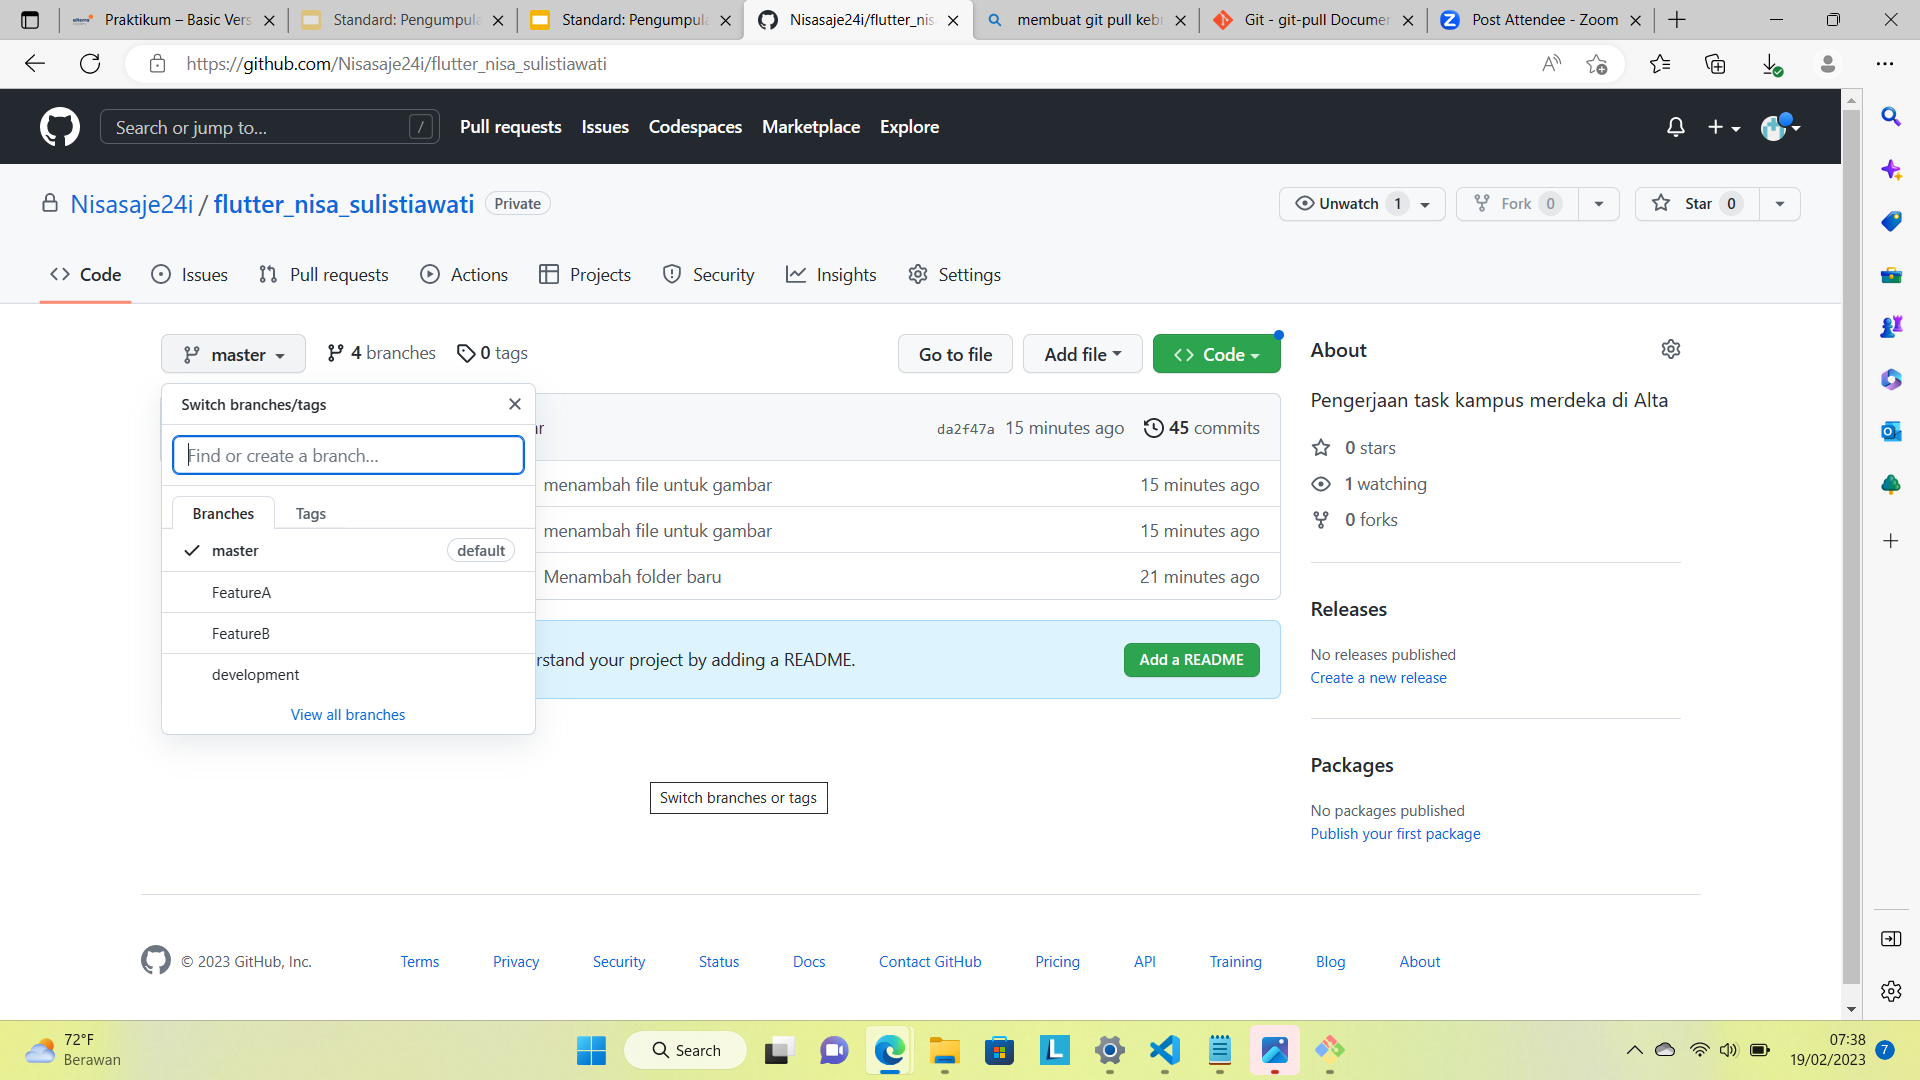 Praktikum – Basic Vers
Standard: Pengumpula
Standard: Pengumpula
Nisasaje24i/flutter_nisa
membuat git pull kebr
Git - git-pull Documer
Post Attendee - Zoom
https://github.com/Nisasaje24i/flutter_nisa_sulistiawati
Search or jump to... /
Pull requests Issues Codespaces Marketplace Explore
Nisasaje24i / flutter_nisa_sulistiawati Private
Unwatch 1 Fork 0 Star 0
Code Issues Pull requests Actions Projects Security Insights Settings
master 4 branches 0 tags
Go to file Add file Code
Switch branches/tags
Find or create a branch...
Branches Tags
master default
FeatureA
FeatureB
development
View all branches
ar da2f47a 15 minutes ago 45 commits
menambah file untuk gambar 15 minutes ago
menambah file untuk gambar 15 minutes ago
Menambah folder baru 21 minutes ago
rstand your project by adding a README. Add a README
Switch branches or tags
About
Pengerjaan task kampus merdeka di Alta
0 stars
1 watching
0 forks
Releases
No releases published
Create a new release
Packages
No packages published
Publish your first package
© 2023 GitHub, Inc. Terms Privacy Security Status Docs Contact GitHub Pricing API Training Blog About
72°F
Berawan
Search
07:38
19/02/2023
7